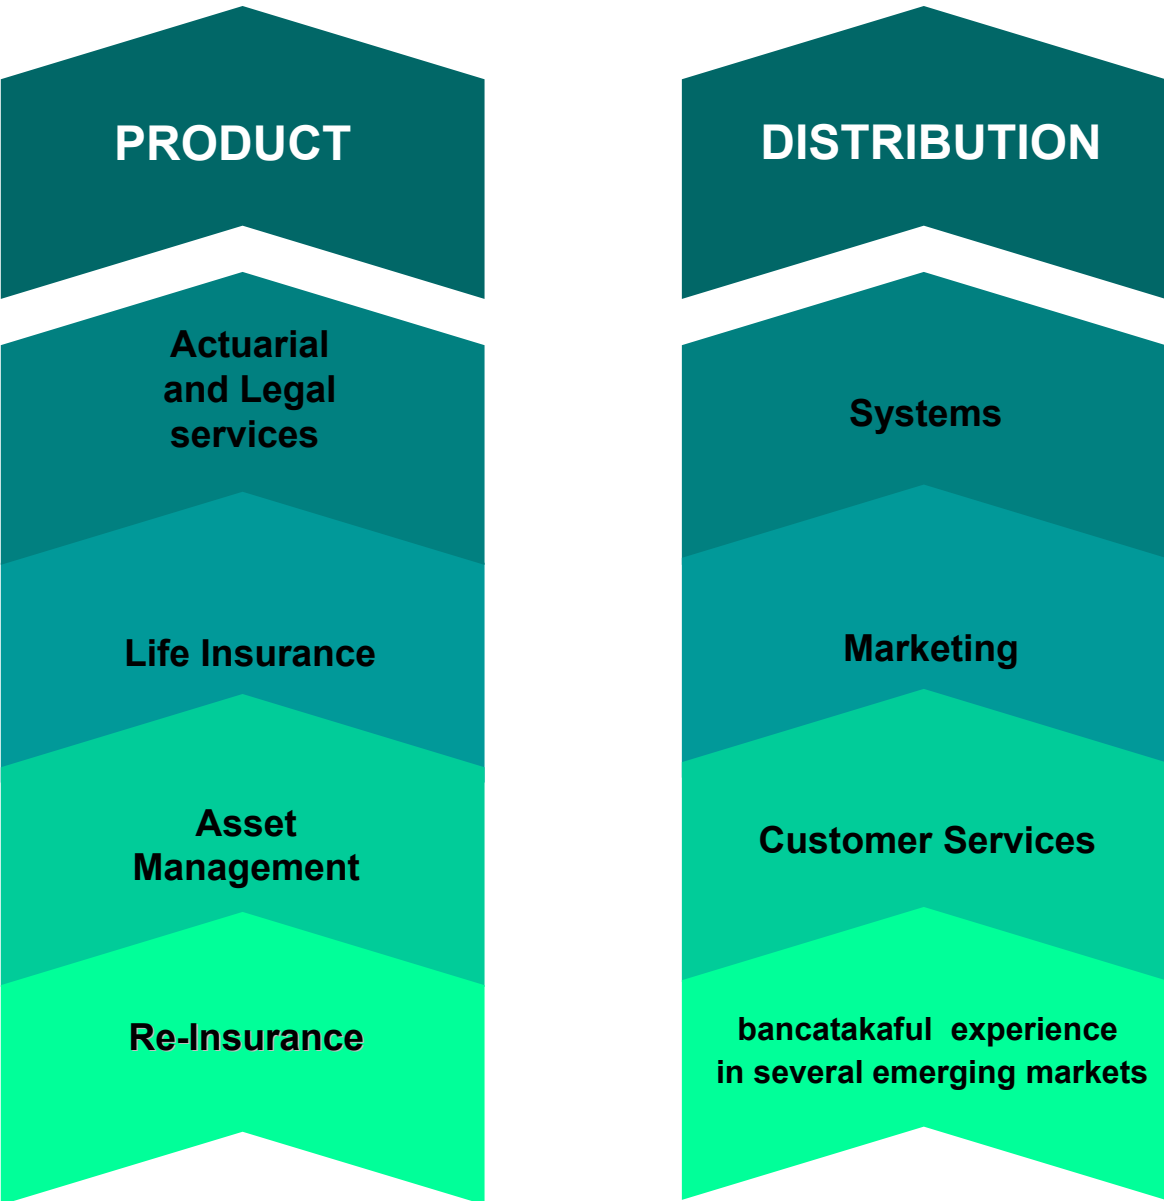 PRODUCT
Actuarial
and Legal
services
Life Insurance
Asset
Management
Re-Insurance
DISTRIBUTION
Systems
Marketing
Customer Services
bancatakaful experience
in several emerging markets